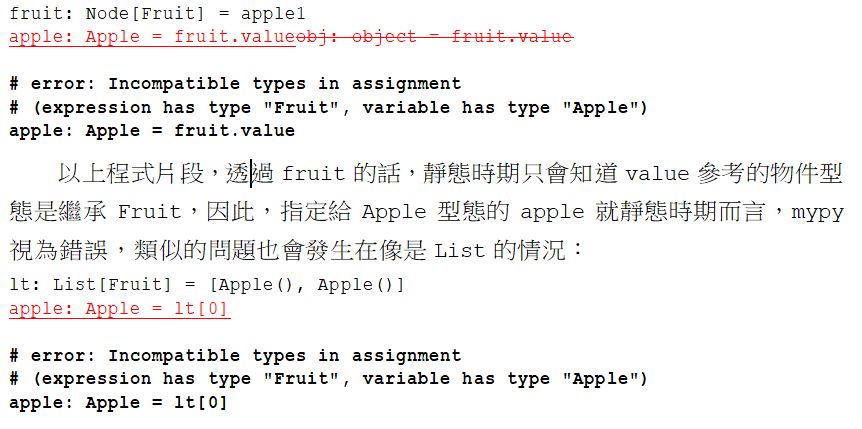 fruit: Node[Fruit] = apple1
apple: Apple = fruit.valueobj: object = fruit.value
# error: Incompatible types in assignment
# (expression has type "Fruit", variable has type "Apple")
apple: Apple = fruit.value
以上程式片段，透過 fruit 的話，靜態時期只會知道 value 參考的物件型
態是繼承 Fruit，因此，指定給 Apple 型態的 apple 就靜態時期而言，mypy
視為錯誤，類似的問題也會發生在像是 List 的情況：
lt: List[Fruit] = [Apple(), Apple()]
apple: Apple = lt[0]
# error: Incompatible types in assignment
# (expression has type "Fruit", variable has type "Apple")
apple: Apple = lt[0]